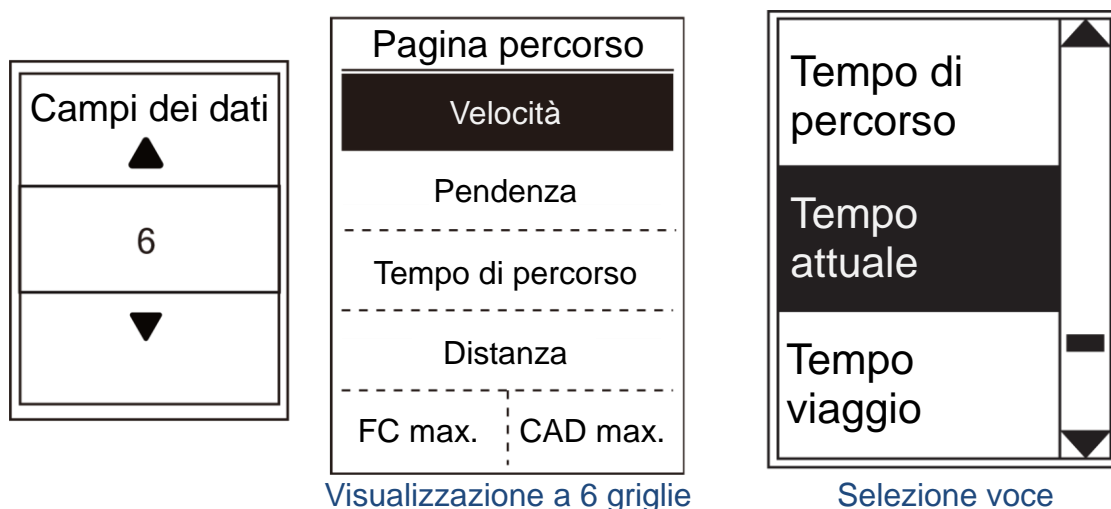 Campi dei dati
6
Pagina percorso
Velocità
Pendenza
Tempo di percorso
Distanza
FC max.
CAD max.
Visualizzazione a 6 griglie
Tempo di
percorso
Tempo
attuale
Tempo
viaggio
Selezione voce